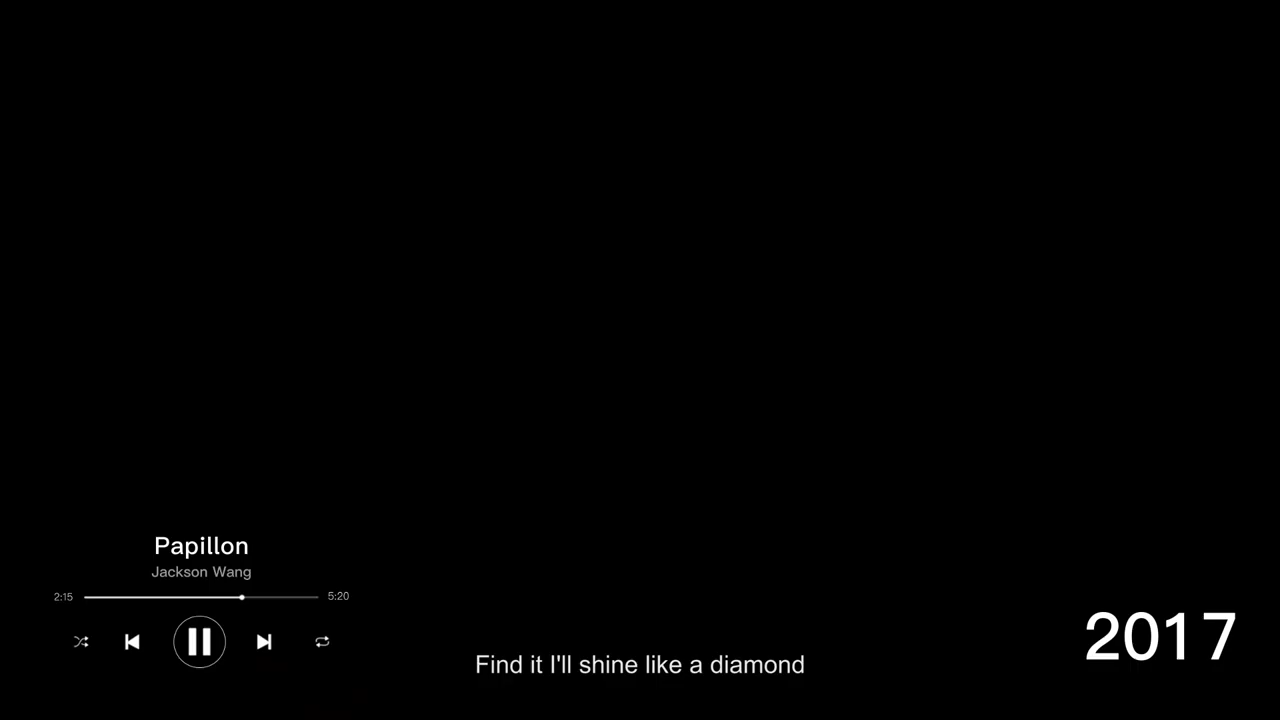 Papillon
Jackson Wang
2:15 5:20
Find it I'll shine like a diamond
2017